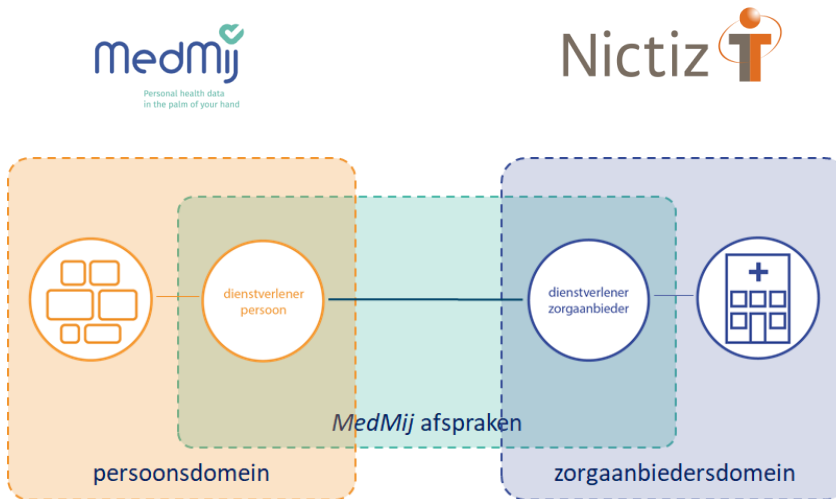 MedMij
Personal health data
in the palm of your hand
Nictiz
dienstverlener
persoon
dienstverlener
zorgaanbieder
MedMij afspraken
persoonsdomein
zorgaanbiedersdomein